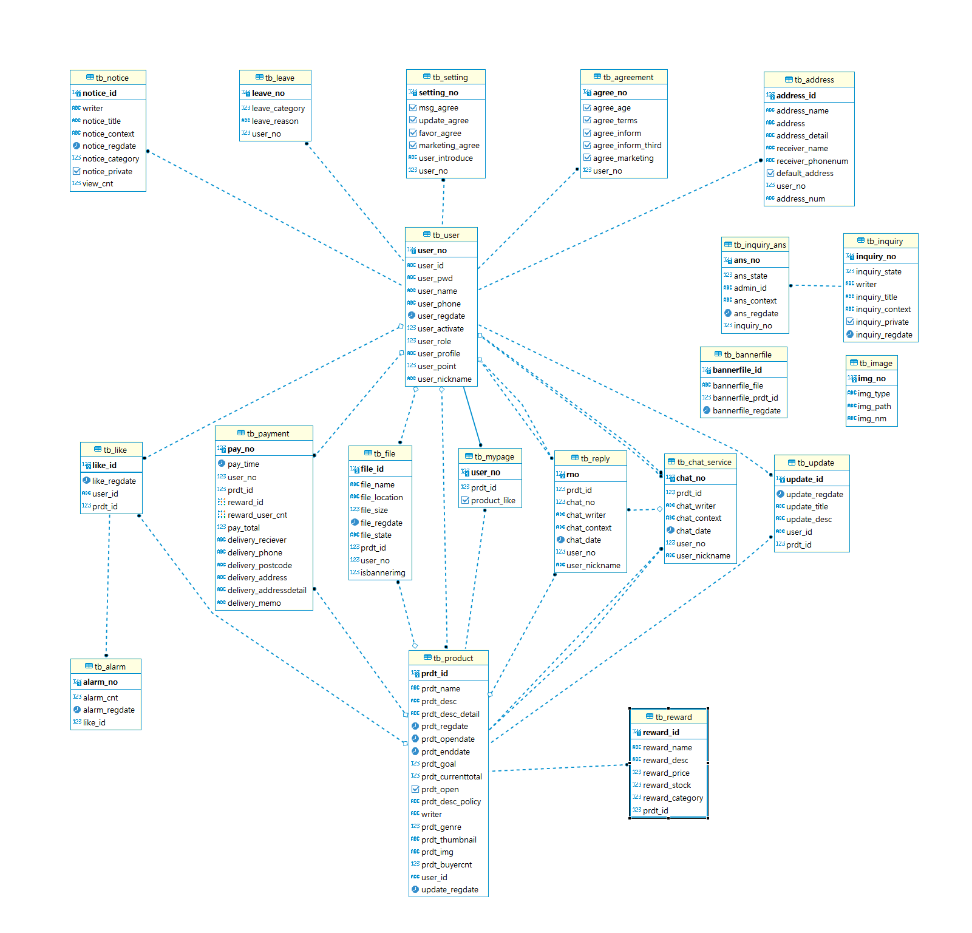 tb_notice
notice_id
writer
notice_title
notice_context
notice_regdate
notice_category
notice_private
view_cnt
tb_leave
leave_no
leave_category
leave_reason
user_no
tb_setting
setting_no
msg_agree
update_agree
favor_agree
marketing_agree
user_introduce
user_no
tb_agreement
agree_no
agree_age
agree_terms
agree_inform
agree_inform_third
agree_marketing
user_no
tb_address
address_id
address_name
address
address_detail
receiver_name
receiver_phonenum
default_address
user_no
address_num
tb_user
user_no
user_id
user_pwd
user_name
user_phone
user_regdate
user_activate
user_role
user_profile
user_point
user_nickname
tb_inquiry_ans
ans_no
ans_state
admin_id
ans_context
ans_regdate
inquiry_no
tb_inquiry
inquiry_no
inquiry_state
writer
inquiry_title
inquiry_context
inquiry_private
inquiry_regdate
tb_bannerfile
bannerfile_id
bannerfile_file
bannerfile_prdt_id
bannerfile_regdate
tb_image
img_no
img_type
img_path
img_nm
tb_like
like_id
like_regdate
user_id
prdt_id
tb_payment
pay_no
pay_time
user_no
prdt_id
reward_id
reward_user_cnt
pay_total
delivery_reciever
delivery_phone
delivery_postcode
delivery_address
delivery_addressdetail
delivery_memo
tb_file
file_id
file_name
file_location
file_size
file_regdate
file_state
prdt_id
user_no
isbannerimg
tb_mypage
user_no
prdt_id
product_like
tb_reply
rno
prdt_id
chat_no
chat_writer
chat_context
chat_date
user_no
user_nickname
tb_chat_service
chat_no
prdt_id
chat_writer
chat_context
chat_date
user_no
user_nickname
tb_update
update_id
update_regdate
update_title
update_desc
user_id
prdt_id
tb_alarm
alarm_no
alarm_cnt
alarm_regdate
like_id
tb_product
prdt_id
prdt_name
prdt_desc
prdt_desc_detail
prdt_regdate
prdt_opendate
prdt_enddate
prdt_goal
prdt_currenttotal
prdt_open
prdt_desc_policy
writer
prdt_genre
prdt_thumbnail
prdt_img
prdt_buyercnt
user_id
update_regdate
tb_reward
reward_id
reward_name
reward_desc
reward_price
reward_stock
reward_category
prdt_id